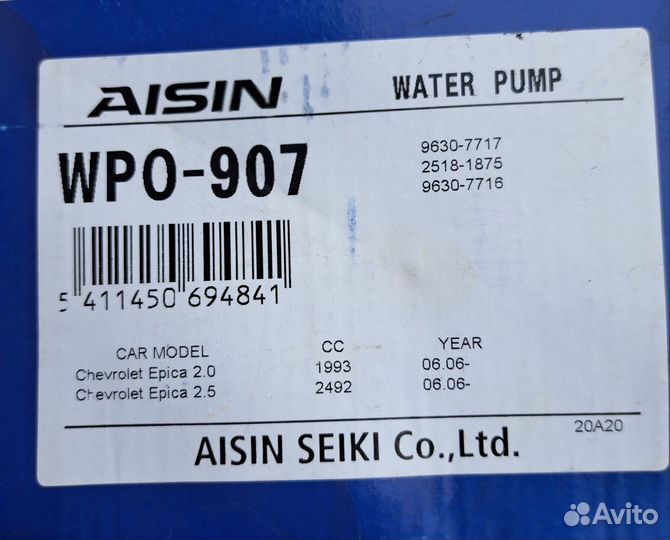 AISIN WATER PUMP
WPO-907
9630-7717
2518-1875
9630-7716
5 411450 694841
CAR MODEL CC YEAR
Chevrolet Epica 2.0 1993 06.06-
Chevrolet Epica 2.5 2492 06.06-
20A20
AISIN SEIKI Co.,Ltd.
Avito